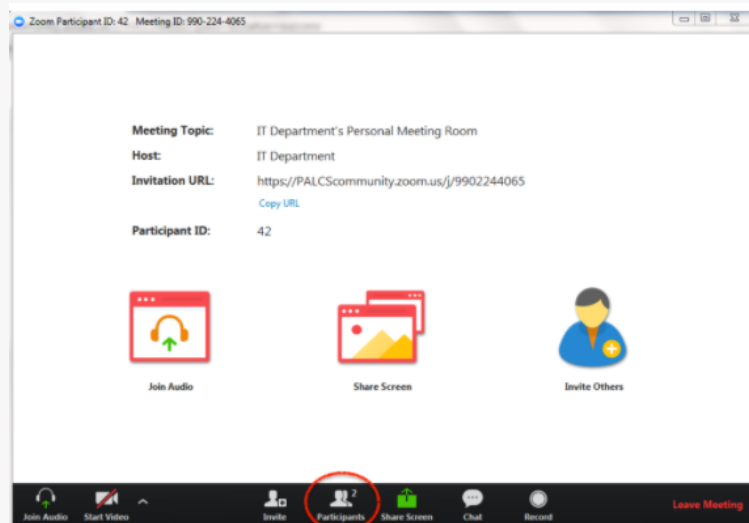 Zoom Participant ID: 42 Meeting ID: 990-224-4065
Meeting Topic: IT Department's Personal Meeting Room
Host: IT Department
Invitation URL: https://PALCScommunity.zoom.us/j/9902244065
Copy URL
Participant ID: 42
Join Audio Share Screen Invite Others
2
Join Audio Start Video Invite Participants Share Screen Chat Record Leave Meeting